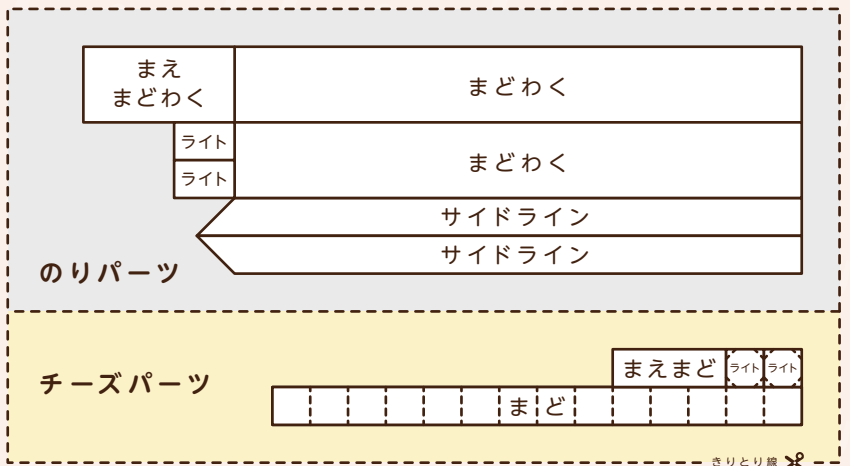 まえ
まどわく
まどわく
ライト
ライト
まどわく
サイドライン
サイドライン
のりパーツ
まえまど
ライト
ライト
チーズパーツ
まど
きりとり線